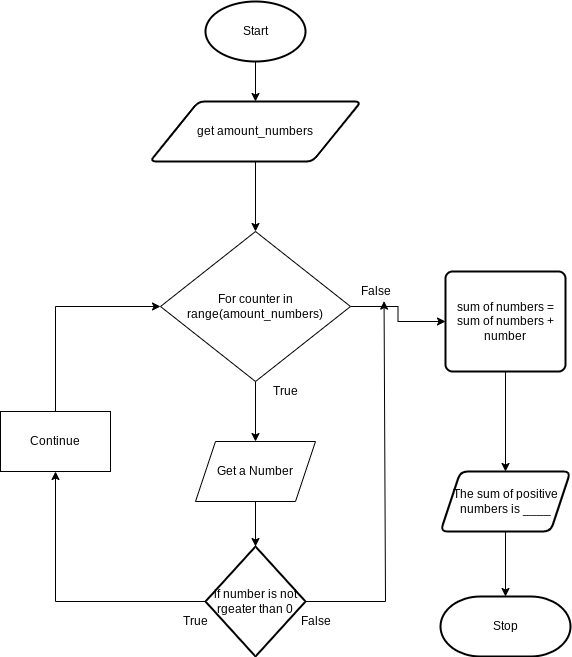 Start
get amount_numbers
For counter in
range(amount_numbers)
False
sum of numbers =
sum of numbers +
number
True
Continue
Get a Number
The sum of positive
numbers is ____
If number is not
rgeater than 0
True
False
Stop